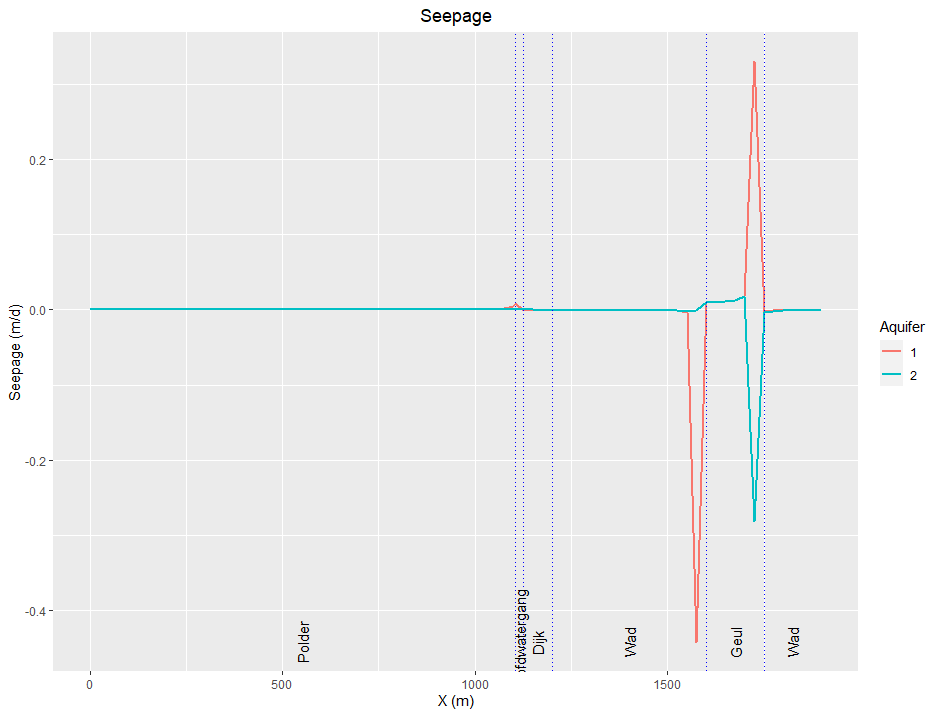 Seepage
Seepage (m/d)
0.2
0.0
-0.2
-0.4
Polder
ofdwatergang
Dijk
Wad
Geul
Wad
0
500
1000
1500
X (m)
Aquifer
1
2